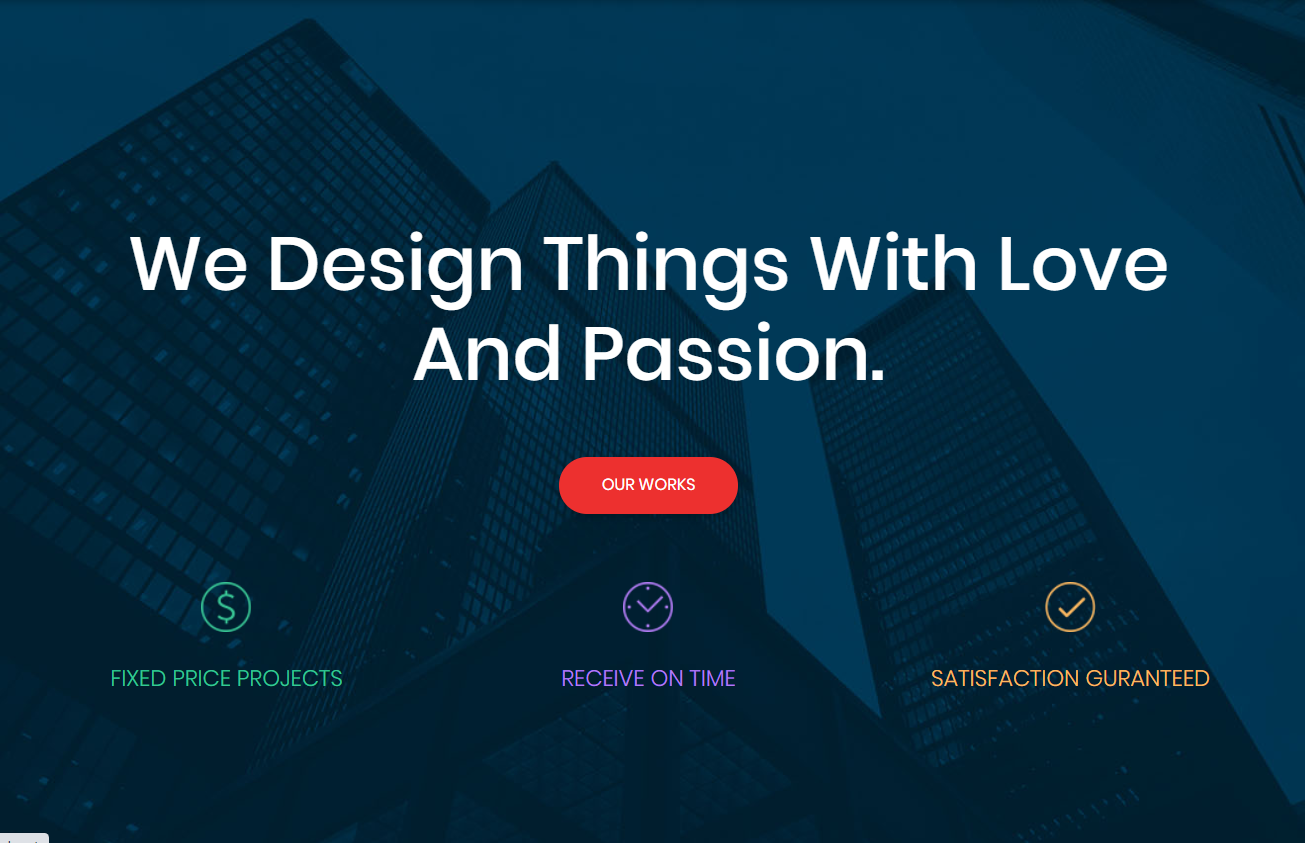 We Design Things With Love
And Passion.
OUR WORKS
FIXED PRICE PROJECTS
RECEIVE ON TIME
SATISFACTION GURANTEED